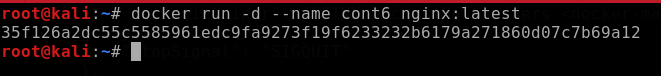 root@kali:~# docker run -d --name cont6 nginx:latest
35f126a2dc55c5585961edc9fa9273f19f6233232b6179a271860d07c7b69a12
root@kali:~#